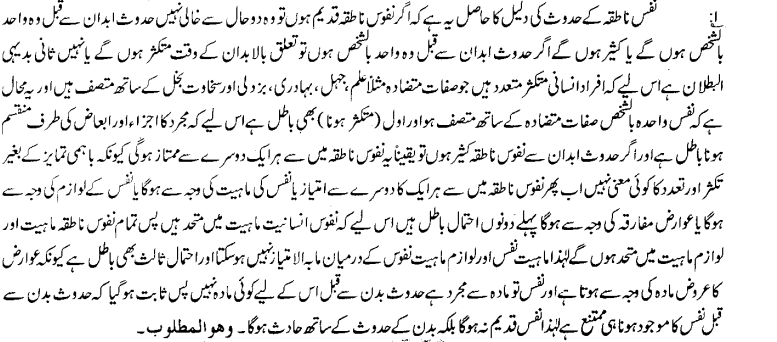 :1 نفس ناطقہ کے حدوث کی دلیل کا حاصل یہ ہے کہ اگر نفوس ناطقہ قدیم ہوں تو وہ دو حال سے خالی نہیں حدوث ابدان سے قبل وہ واحد
بالشخص ہوں گے یا کثیر ہوں گے اگر حدوث ابدان سے قبل وہ واحد بالشخص ہوں تو تعلق بالابدان کے وقت متکثر ہوں گے یا نہیں ثانی بدیہی
البطلان ہے اس لیے کہ افراد انسانی متکثر متعدد ہیں جو صفات متضادہ مثلاً علم، جہل، بہادری، بزدلی اور سخاوت بخل کے ساتھ متصف ہیں اور یہ محال
ہے کہ نفس واحدہ بالشخص صفات متضادہ کے ساتھ متصف ہو اور اول (متکثر ہونا) بھی باطل ہے اس لیے کہ مجرد کا اجزاء اور ابعاض کی طرف منقسم
ہونا باطل ہے اور اگر حدوث ابدان سے نفوس ناطقہ کثیر ہوں تو یقیناً یہ نفوس ناطقہ میں سے ہر ایک دوسرے سے ممتاز ہوگی کیونکہ باہمی تمایز کے بغیر
تکثر اور تعدد کا کوئی معنی نہیں اب پھر نفوس ناطقہ میں سے ہر ایک کا دوسرے سے امتیاز یا نفس کی ماہیت کی وجہ سے ہوگا یا نفس کے لوازم کی وجہ سے
ہوگا یا عوارض مفارقہ کی وجہ سے ہوگا پہلے دونوں احتمال باطل ہیں اس لیے کہ نفوس انسانیت ماہیت میں متحد ہیں پس تمام نفوس ناطقہ ماہیت اور
لوازم ماہیت میں متحد ہوں گے لہٰذا ماہیت نفس اور لوازم ماہیت نفوس کے درمیان مابہ الامتیاز نہیں ہوسکتا اور احتمال ثالث بھی باطل ہے کیونکہ عوارض
کا عروض مادہ کی وجہ سے ہوتا ہے اور نفس تو مادہ سے مجرد ہے حدوث بدن سے قبل اس کے لیے کوئی مادہ نہیں پس ثابت ہوگیا کہ حدوث بدن سے
قبل نفس کا موجود ہونا ہی ممتنع ہے لہٰذا نفس قدیم نہ ہوگا بلکہ بدن کے حدوث کے ساتھ حادث ہوگا۔ وھو المطلوب۔